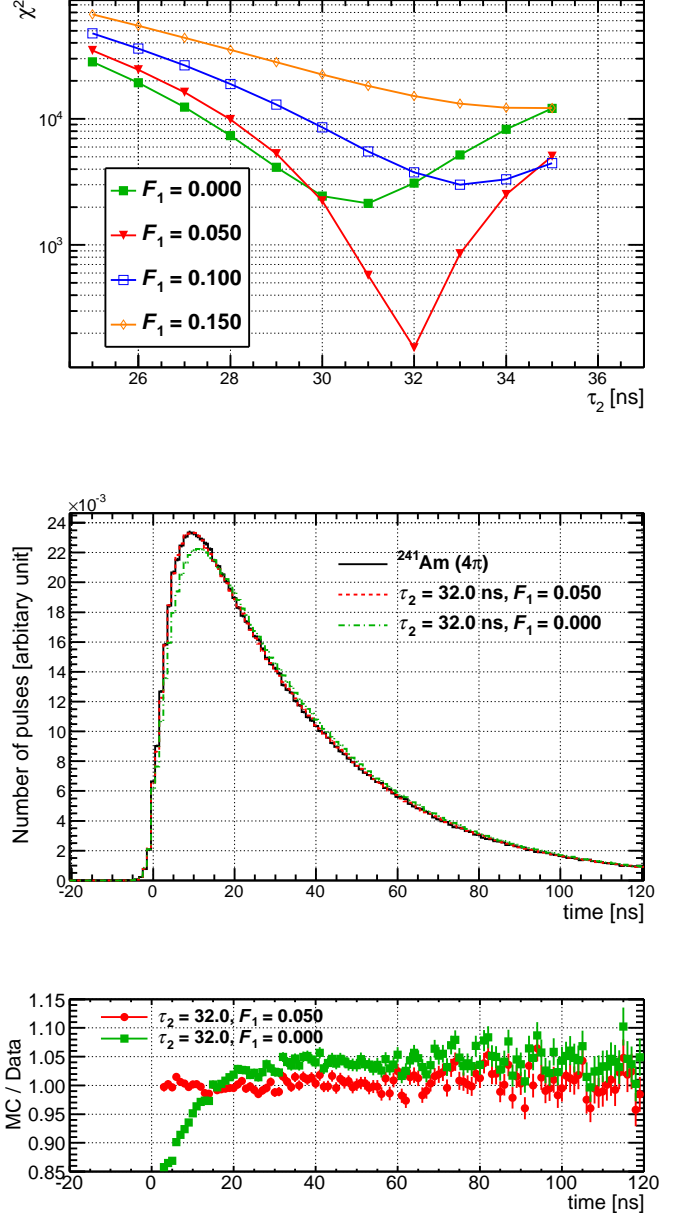 χ²
10⁴
10³
F₁ = 0.000
F₁ = 0.050
F₁ = 0.100
F₁ = 0.150
26 28 30 32 34 36
τ₂ [ns]
×10⁻³
Number of pulses [arbitary unit]
24
22
20
18
16
14
12
10
8
6
4
2
0
²⁴¹Am (4π)
τ₂ = 32.0 ns, F₁ = 0.050
τ₂ = 32.0 ns, F₁ = 0.000
-20 0 20 40 60 80 100 120
time [ns]
MC / Data
1.15
1.10
1.05
1.00
0.95
0.90
0.85
τ₂ = 32.0, F₁ = 0.050
τ₂ = 32.0, F₁ = 0.000
-20 0 20 40 60 80 100 120
time [ns]